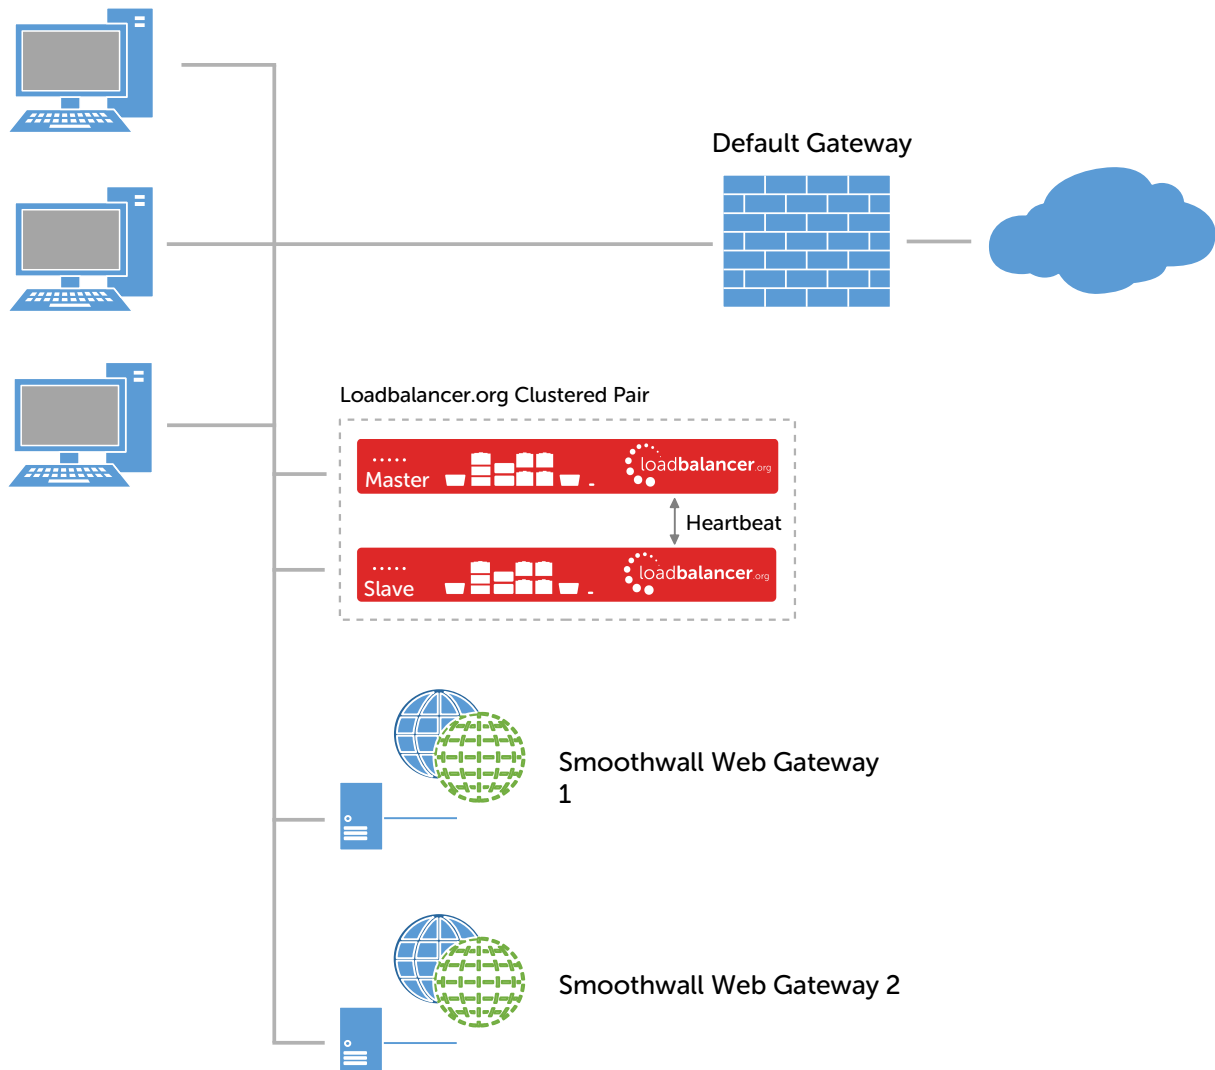 Default Gateway
Loadbalancer.org Clustered Pair
Master
loadbalancer.org
Heartbeat
Slave
loadbalancer.org
Smoothwall Web Gateway
1
Smoothwall Web Gateway 2